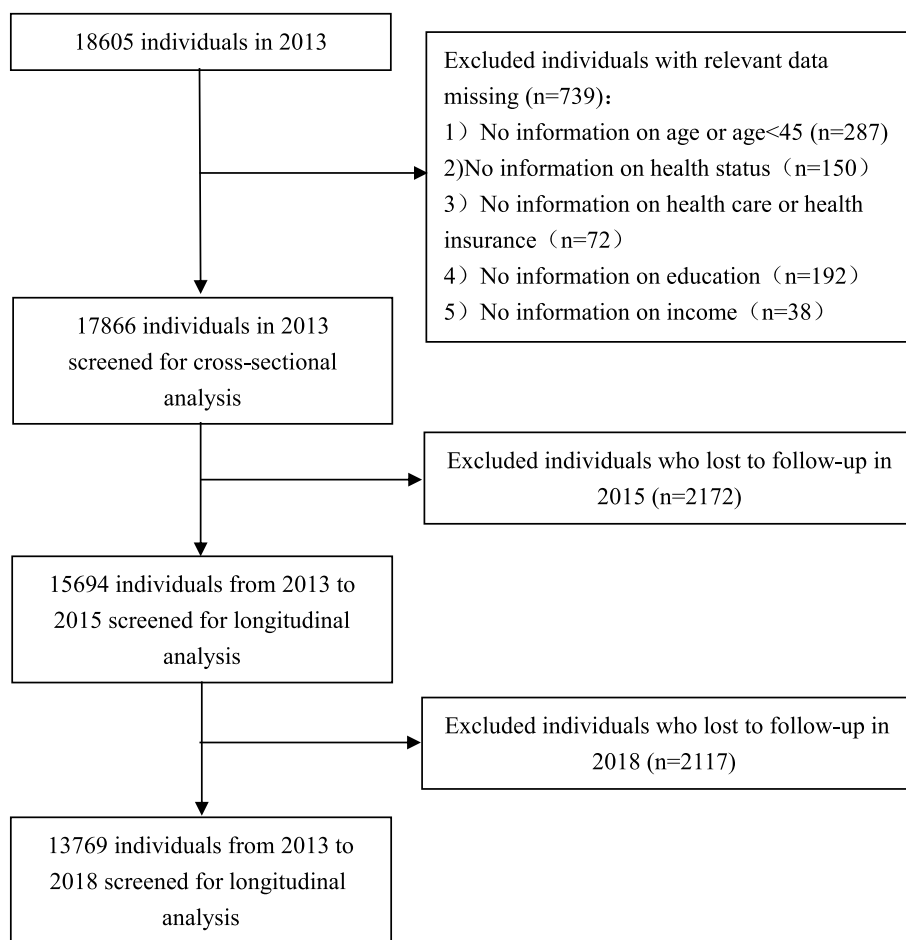 18605 individuals in 2013
Excluded individuals with relevant data
missing (n=739)：
1）No information on age or age<45 (n=287)
2)No information on health status（n=150）
3）No information on health care or health
insurance（n=72）
4）No information on education（n=192）
5）No information on income（n=38）
17866 individuals in 2013
screened for cross-sectional
analysis
Excluded individuals who lost to follow-up in
2015 (n=2172)
15694 individuals from 2013 to
2015 screened for longitudinal
analysis
Excluded individuals who lost to follow-up in
2018 (n=2117)
13769 individuals from 2013 to
2018 screened for longitudinal
analysis